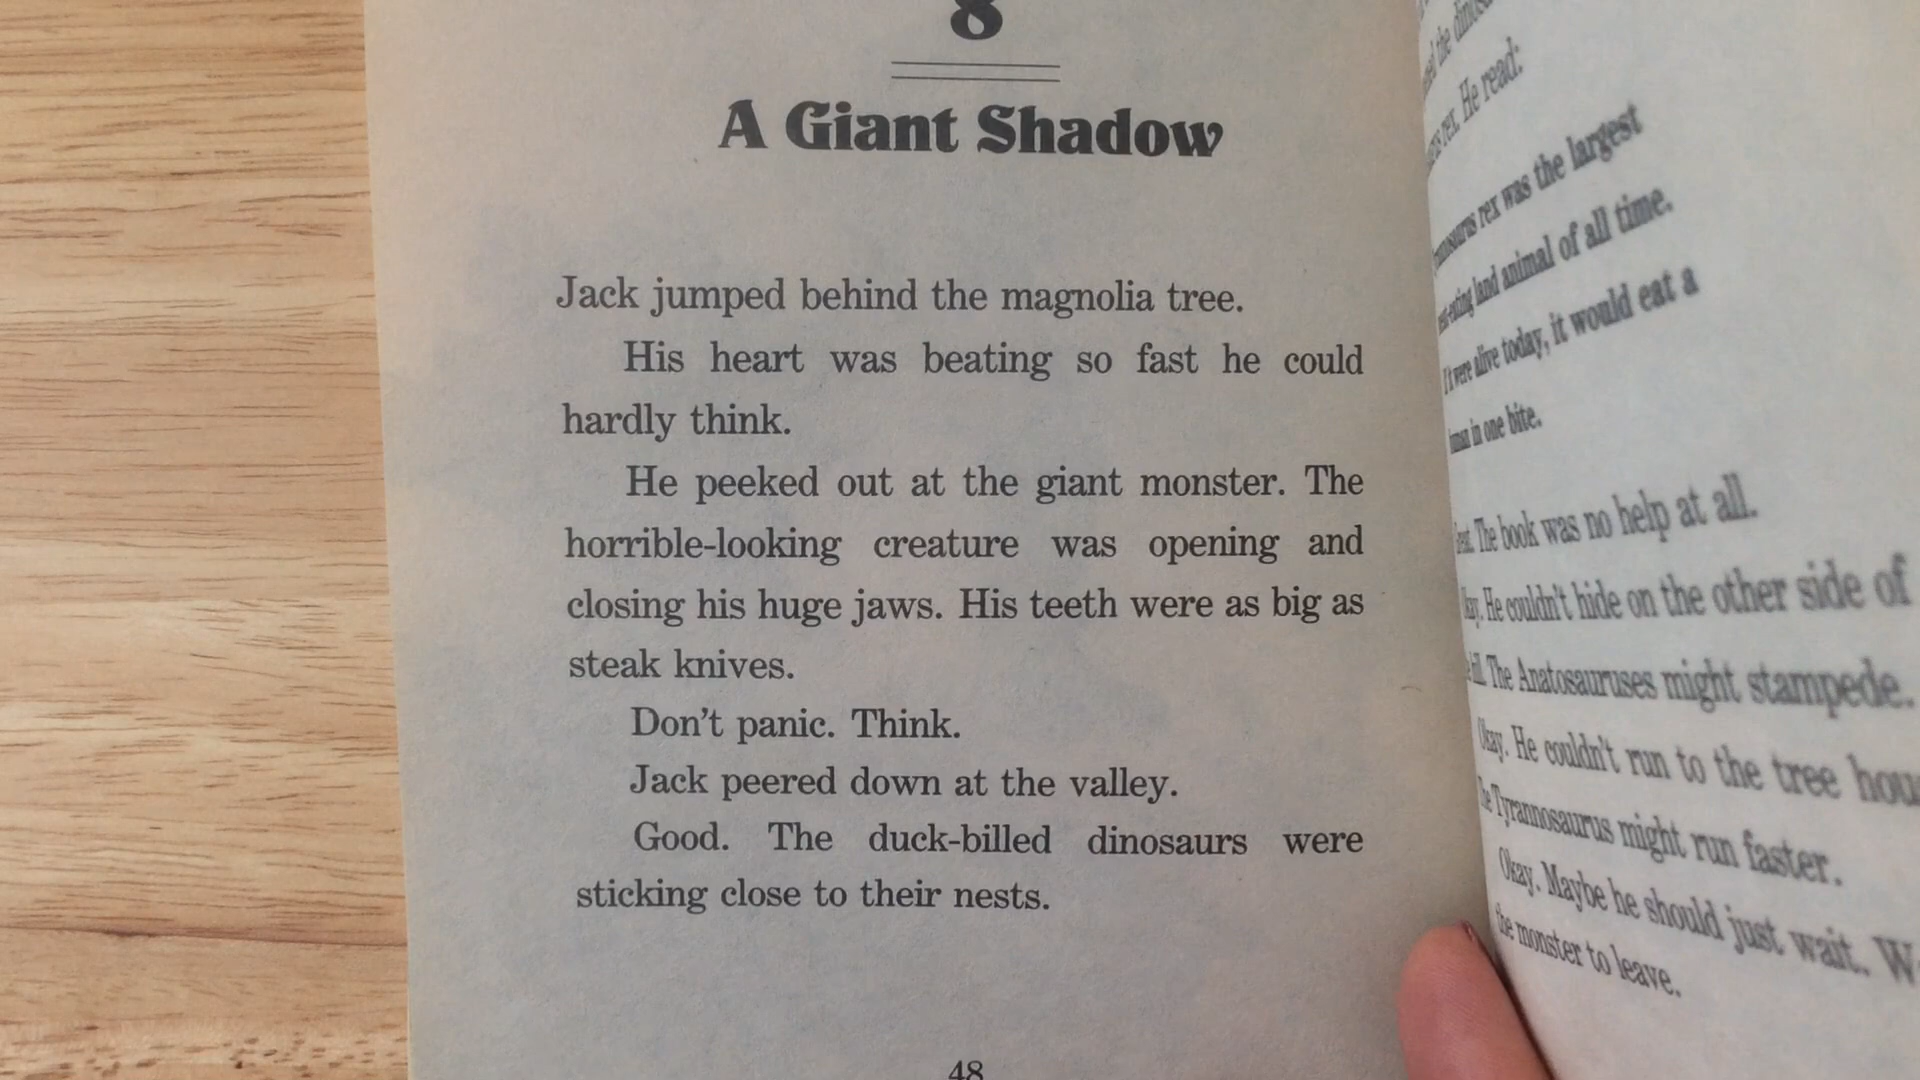 8
A Giant Shadow
Jack jumped behind the magnolia tree.
His heart was beating so fast he could
hardly think.
He peeked out at the giant monster. The
horrible-looking creature was opening and
closing his huge jaws. His teeth were as big as
steak knives.
Don't panic. Think.
Jack peered down at the valley.
Good. The duck-billed dinosaurs were
sticking close to their nests.
48
the
rex. He read:
rex was the largest
land animal of all time.
were alive today, it would eat a
in one bite.
The book was no help at all.
He couldn't hide on the other side of
The Anatosauruses might stampede.
Okay. He couldn't run to the tree
Tyrannosaurus might run faster.
Okay. Maybe he should just wait.
the monster to leave.